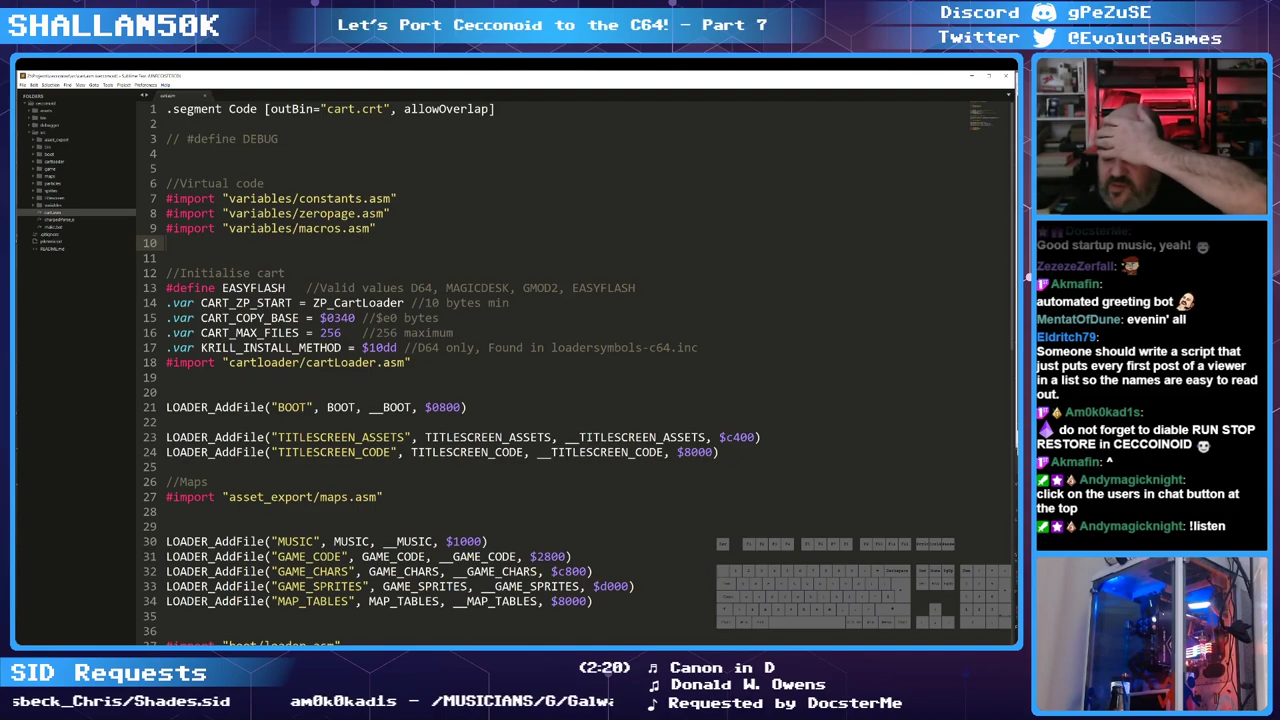 SHALLAN50K
Let's Port Cecconoid to the C64! - Part 7
Discord gPeZuSE
Twitter @EvoluteGames
1 .segment Code [outBin="cart.crt", allowOverlap]
2
3 // #define DEBUG
4
5
6 //Virtual code
7 #import "variables/constants.asm"
8 #import "variables/zeropage.asm"
9 #import "variables/macros.asm"
10
11
12 //Initialise cart
13 #define EASYFLASH //Valid values D64, MAGICDESK, GMOD2, EASYFLASH
14 .var CART_ZP_START = ZP_CartLoader //10 bytes min
15 .var CART_COPY_BASE = $0340 //$e0 bytes
16 .var CART_MAX_FILES = 256 //256 maximum
17 .var KRILL_INSTALL_METHOD = $10dd //D64 only, Found in loadersymbols-c64.inc
18 #import "cartloader/cartLoader.asm"
19
20
21 LOADER_AddFile("BOOT", BOOT, __BOOT, $0800)
22
23 LOADER_AddFile("TITLESCREEN_ASSETS", TITLESCREEN_ASSETS, __TITLESCREEN_ASSETS, $c400)
24 LOADER_AddFile("TITLESCREEN_CODE", TITLESCREEN_CODE, __TITLESCREEN_CODE, $8000)
25
26 //Maps
27 #import "asset_export/maps.asm"
28
29
30 LOADER_AddFile("MUSIC", MUSIC, __MUSIC, $1000)
31 LOADER_AddFile("GAME_CODE", GAME_CODE, __GAME_CODE, $2800)
32 LOADER_AddFile("GAME_CHARS", GAME_CHARS, __GAME_CHARS, $c800)
33 LOADER_AddFile("GAME_SPRITES", GAME_SPRITES, __GAME_SPRITES, $d000)
34 LOADER_AddFile("MAP_TABLES", MAP_TABLES, __MAP_TABLES, $8000)
35
36
#import "boot/loader.asm"
DocsterMe:
Good startup music, yeah!
ZezezeZerfall:
Akmafin:
automated greeting bot
MentatOfDune: evenin' all
Eldritch79:
Someone should write a script that
just puts every first post of a viewer
in a list so the names are easy to read
out.
Am0k0kad1s:
do not forget to diable RUN STOP
RESTORE in CECCOINOID
Akmafin: ^
Andymagicknight:
click on the users in chat button at
the top
Andymagicknight: !listen
SID Requests
sbeck_Chris/Shades.sid am0k0kad1s - /MUSICIANS/G/Galwa
(2:20) Canon in D
Donald W. Owens
Requested by DocsterMe